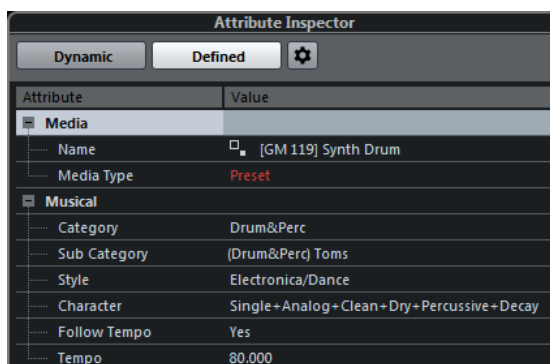 Attribute Inspector
Dynamic Defined
Attribute Value
Media
Name [GM 119] Synth Drum
Media Type Preset
Musical
Category Drum&Perc
Sub Category (Drum&Perc) Toms
Style Electronica/Dance
Character Single+Analog+Clean+Dry+Percussive+Decay
Follow Tempo Yes
Tempo 80.000